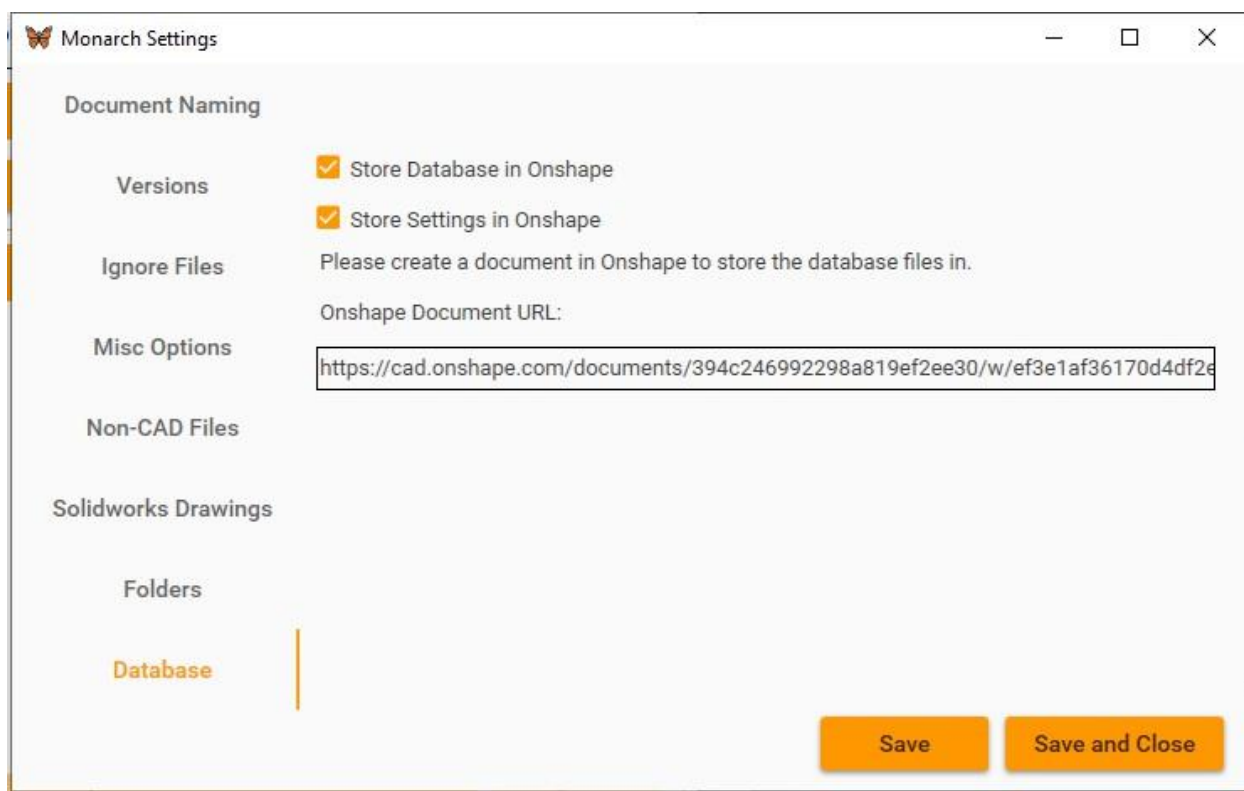 Monarch Settings
Document Naming
Versions
Ignore Files
Misc Options
Non-CAD Files
Solidworks Drawings
Folders
Database
Store Database in Onshape
Store Settings in Onshape
Please create a document in Onshape to store the database files in.
Onshape Document URL:
https://cad.onshape.com/documents/394c246992298a819ef2ee30/w/ef3e1af36170d4df2e
Save
Save and Close